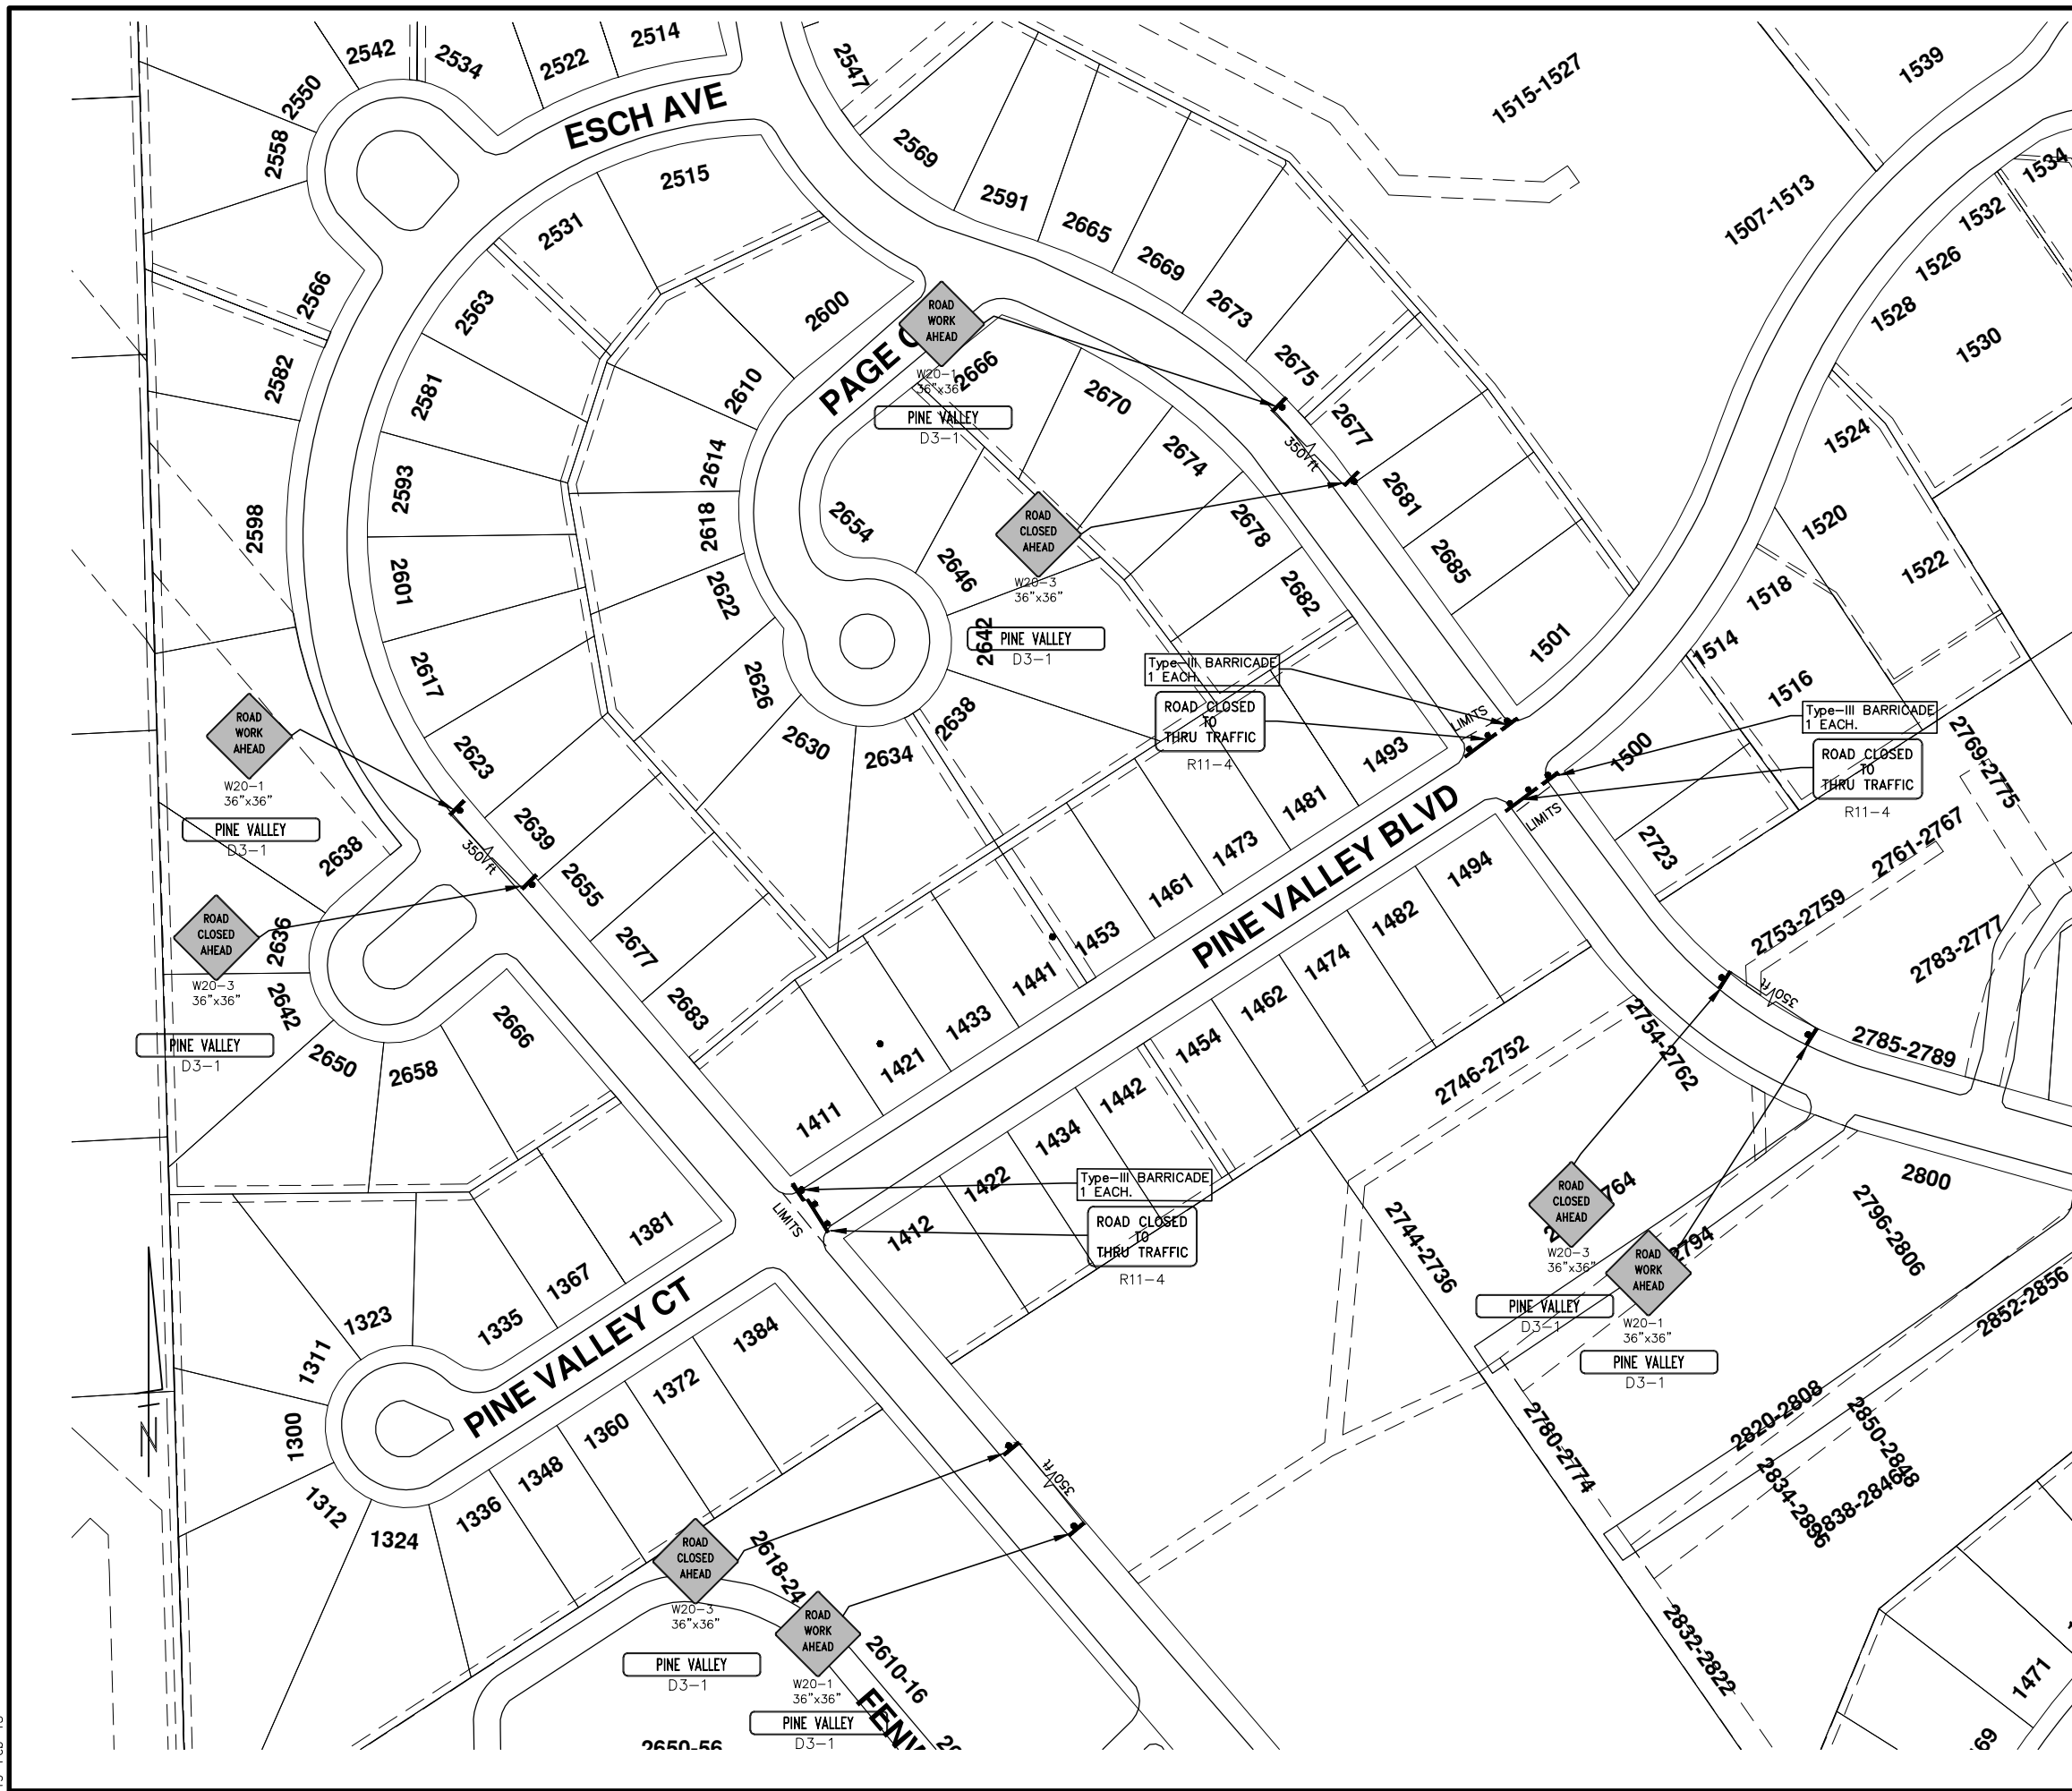 2542
2534
2522
2514
2550
2558
ESCH AVE
2547
1515-1527
1539
2569
2515
2591
2531
2665
2669
1507-1513
1534
1532
1526
1528
1530
2566
2563
2600
2673
2582
2581
2610
PAGE
ROAD
WORK
AHEAD
W20-1
36"x36"
PINE VALLEY
D3-1
2666
2670
2675
2677
350 ft
1524
2593
2614
2618
2654
2674
2681
2598
2601
2622
2646
2678
2685
1520
1522
ROAD
CLOSED
AHEAD
W20-3
36"x36"
PINE VALLEY
D3-1
2642
2682
1518
1501
1514
1516
2617
2626
2638
2630
2634
Type-III BARRICADE
1 EACH.
ROAD CLOSED
TO
THRU TRAFFIC
R11-4
LIMITS
1493
1500
Type-III BARRICADE
1 EACH.
ROAD CLOSED
TO
THRU TRAFFIC
R11-4
LIMITS
2769-2775
ROAD
WORK
AHEAD
W20-1
36"x36"
PINE VALLEY
D3-1
2623
2639
350 ft
2638
2655
1481
1473
1461
1453
PINE VALLEY BLVD
1494
1482
1474
1462
1454
2723
2761-2767
2753-2759
2783-2777
ROAD
CLOSED
AHEAD
W20-3
36"x36"
PINE VALLEY
D3-1
2636
2642
2650
2658
2666
2677
2683
1441
1433
1421
1411
350 ft
2785-2789
2754-2762
2746-2752
1442
1434
1422
1412
Type-III BARRICADE
1 EACH.
ROAD CLOSED
TO
THRU TRAFFIC
R11-4
LIMITS
1381
1367
1335
1323
1311
1300
1312
1324
1336
1348
1360
1372
1384
PINE VALLEY CT
2744-2736
ROAD
CLOSED
AHEAD
W20-3
36"x36"
PINE VALLEY
D3-1
ROAD
WORK
AHEAD
W20-1
36"x36"
PINE VALLEY
D3-1
2794
2800
2796-2806
2852-2856
2820-2808
2850-2848
2838-2846
2780-2774
2832-2822
1471
N
350 ft
ROAD
CLOSED
AHEAD
W20-3
36"x36"
PINE VALLEY
D3-1
2618-24
ROAD
WORK
AHEAD
W20-1
36"x36"
PINE VALLEY
D3-1
2610-16
2650-56